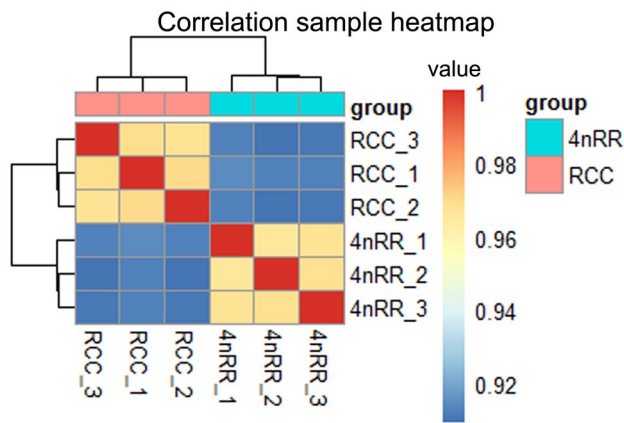 Correlation sample heatmap
value
group
RCC_3
RCC_1
RCC_2
4nRR_1
4nRR_2
4nRR_3
RCC_3
RCC_1
RCC_2
4nRR_1
4nRR_2
4nRR_3
1
0.98
0.96
0.94
0.92
group
4nRR
RCC